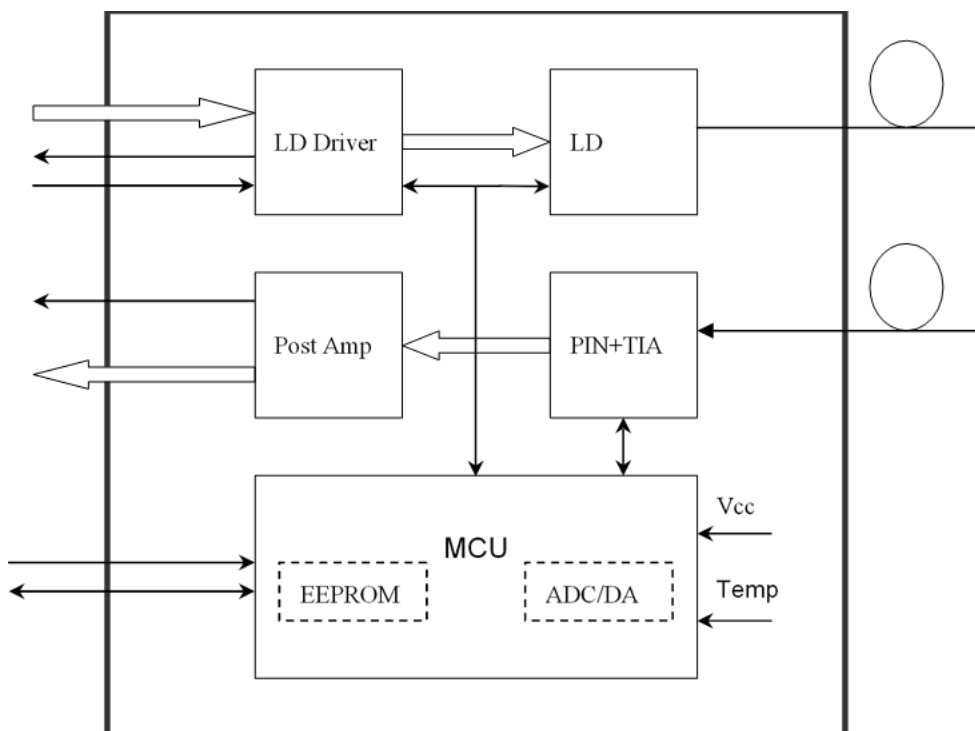 LD Driver
LD
Post Amp
PIN+TIA
Vcc
MCU
EEPROM
ADC/DA
Temp